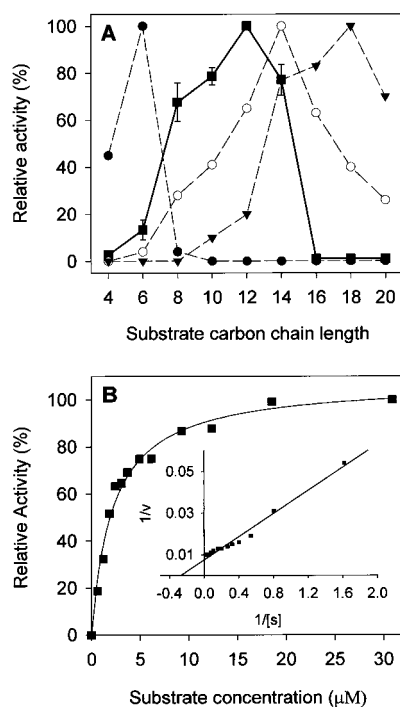 A
Relative activity (%)
100
80
60
40
20
0
4 6 8 10 12 14 16 18 20
Substrate carbon chain length
B
Relative Activity (%)
100
80
60
40
20
0
1/v
0.05
0.03
0.01
-0.4 0.0 0.4 0.8 1.2 1.6 2.0
1/[s]
0 5 10 15 20 25 30
Substrate concentration (μM)